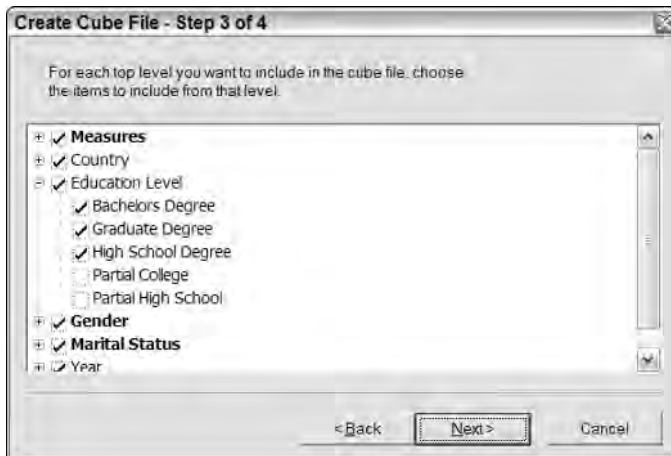 Create Cube File - Step 3 of 4
For each top level you want to include in the cube file, choose
the items to include from that level.
Measures
Country
Education Level
Bachelors Degree
Graduate Degree
High School Degree
Partial College
Partial High School
Gender
Marital Status
Year
< Back
Next >
Cancel